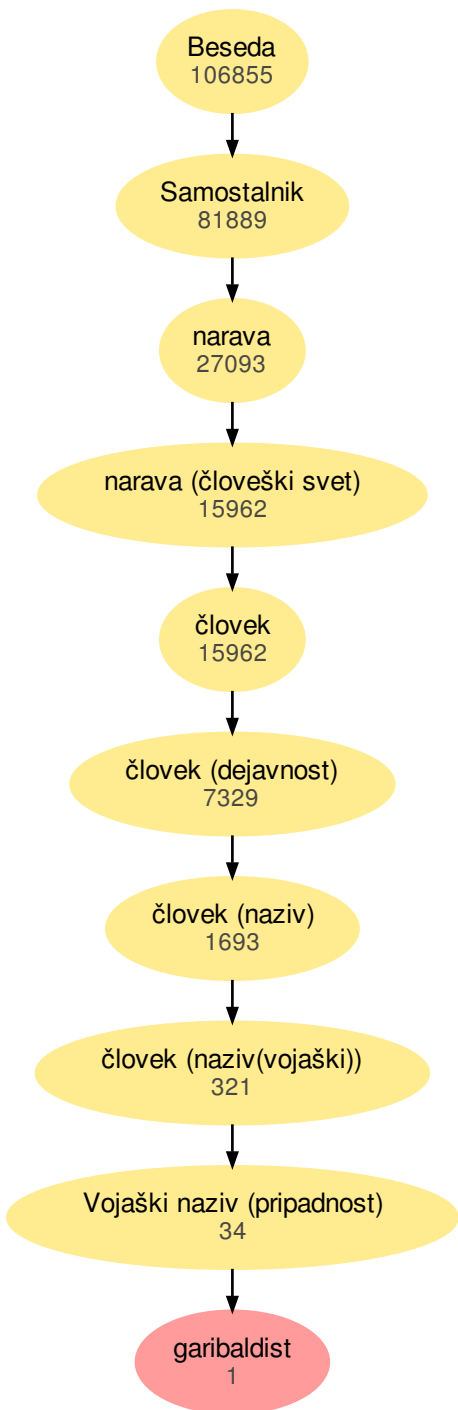 Beseda
106855
Samostalnik
81889
narava
27093
narava (človeški svet)
15962
človek
15962
človek (dejavnost)
7329
človek (naziv)
1693
človek (naziv(vojaški))
321
Vojaški naziv (pripadnost)
34
garibaldist
1